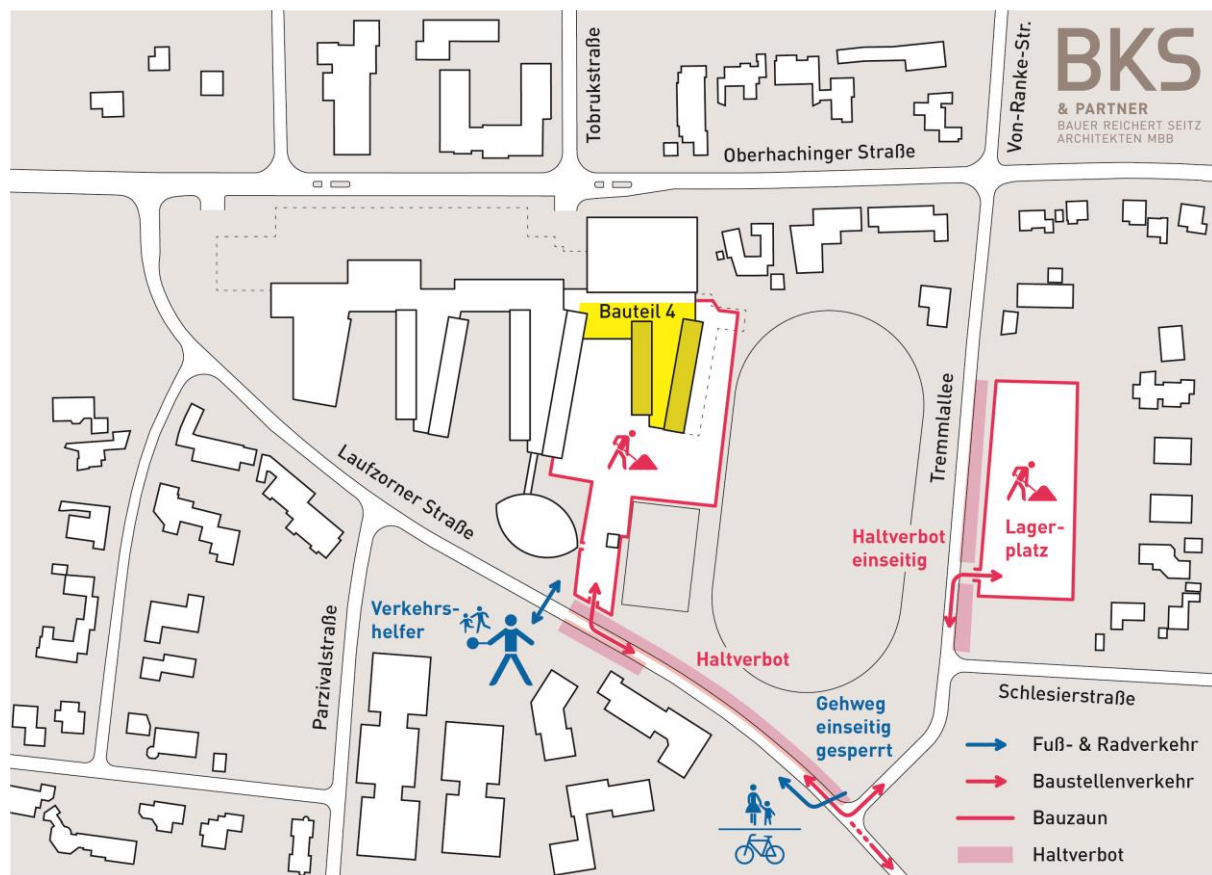 Tobrukstraße
Von-Ranke-Str.
BKS
& PARTNER
BAUER REICHERT SEITZ
ARCHITEKTEN MBB
Oberhachinger Straße
Bauteil 4
Laufzorner Straße
Tremmlallee
Lager-
platz
Haltverbot
einseitig
Verkehrs-
helfer
Haltverbot
Parzivalstraße
Schlesierstraße
Gehweg
einseitig
gesperrt
Fuß- & Radverkehr
Baustellenverkehr
Bauzaun
Haltverbot